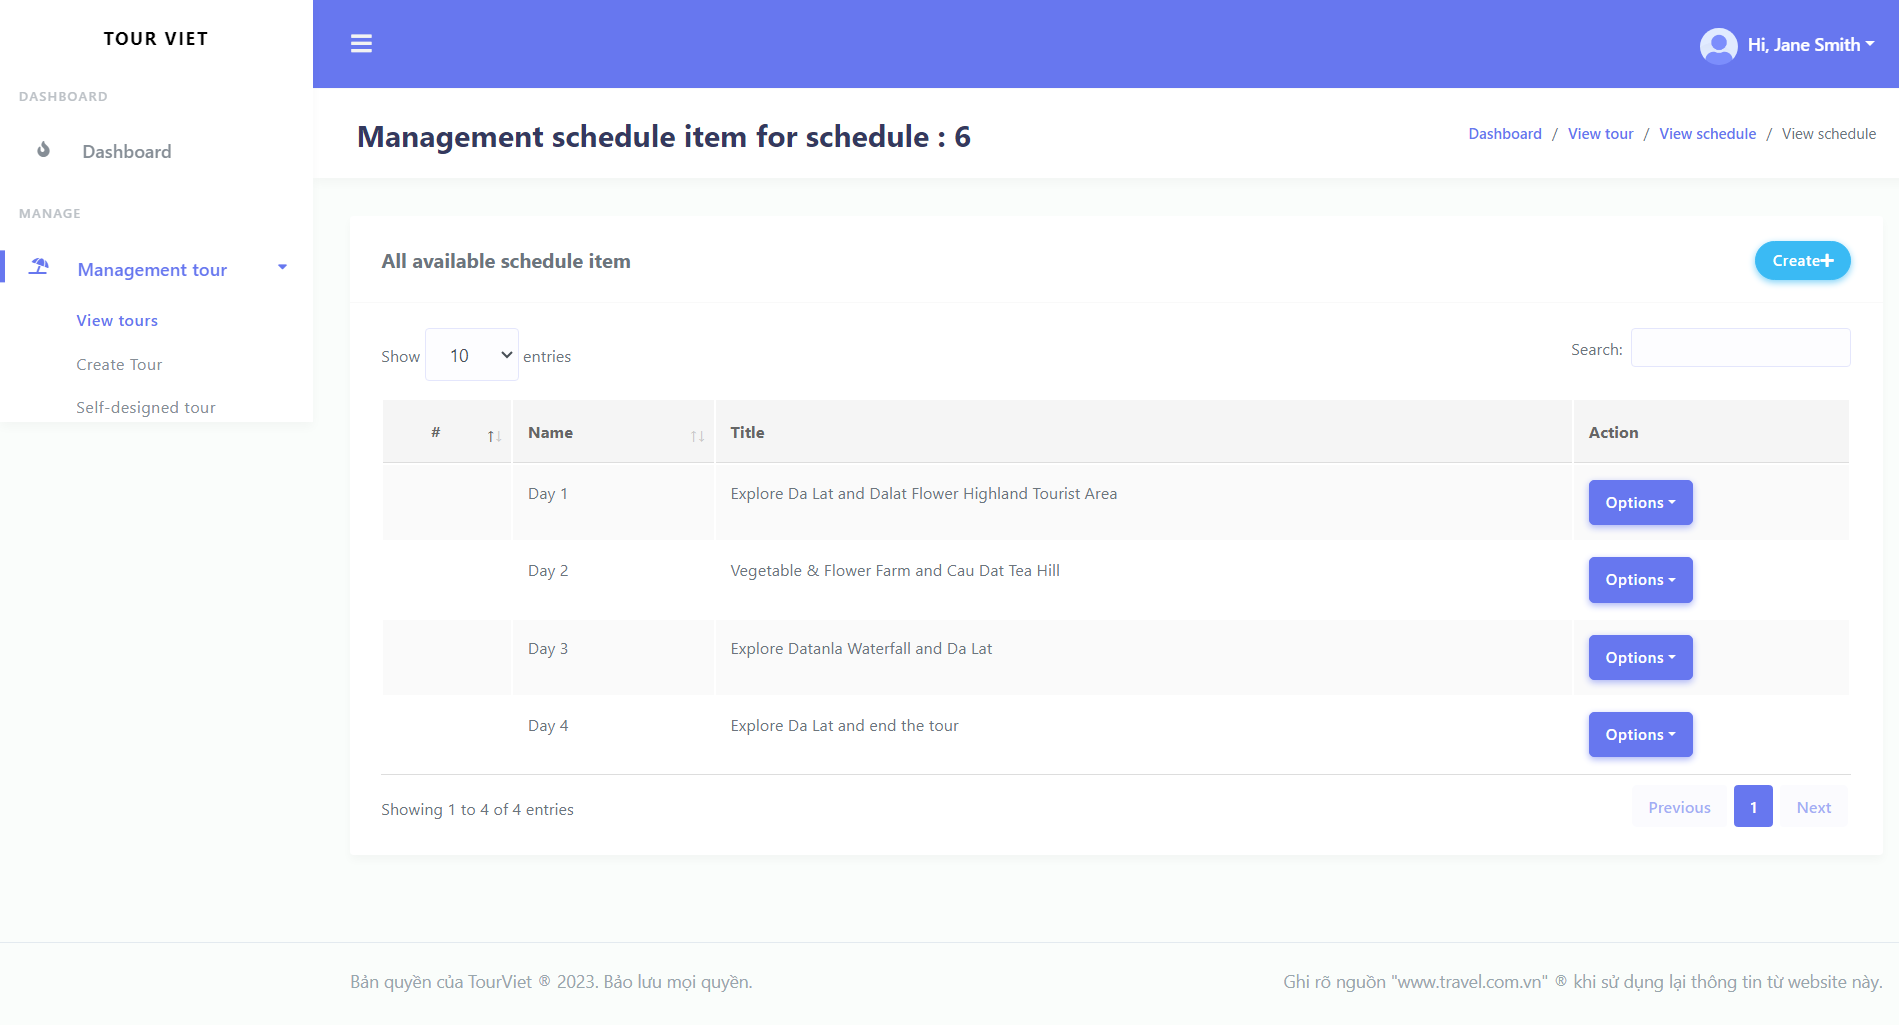 TOUR VIET
Hi, Jane Smith
DASHBOARD
Dashboard
MANAGE
Management tour
View tours
Create Tour
Self-designed tour
Management schedule item for schedule : 6
Dashboard / View tour / View schedule / View schedule
All available schedule item
Create
Show 10 entries
Search:
# Name Title Action
Day 1 Explore Da Lat and Dalat Flower Highland Tourist Area Options
Day 2 Vegetable & Flower Farm and Cau Dat Tea Hill Options
Day 3 Explore Datanla Waterfall and Da Lat Options
Day 4 Explore Da Lat and end the tour Options
Showing 1 to 4 of 4 entries
Previous 1 Next
Bản quyền của TourViet ® 2023. Bảo lưu mọi quyền.
Ghi rõ nguồn "www.travel.com.vn" ® khi sử dụng lại thông tin từ website này.